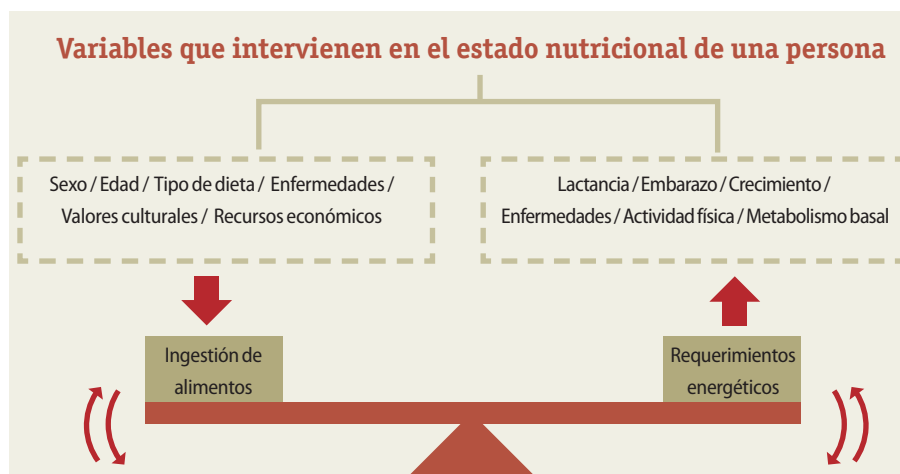 Variables que intervienen en el estado nutricional de una persona
Sexo / Edad / Tipo de dieta / Enfermedades /
Valores culturales / Recursos económicos
Lactancia / Embarazo / Crecimiento /
Enfermedades / Actividad física / Metabolismo basal
Ingestión de
alimentos
Requerimientos
energéticos